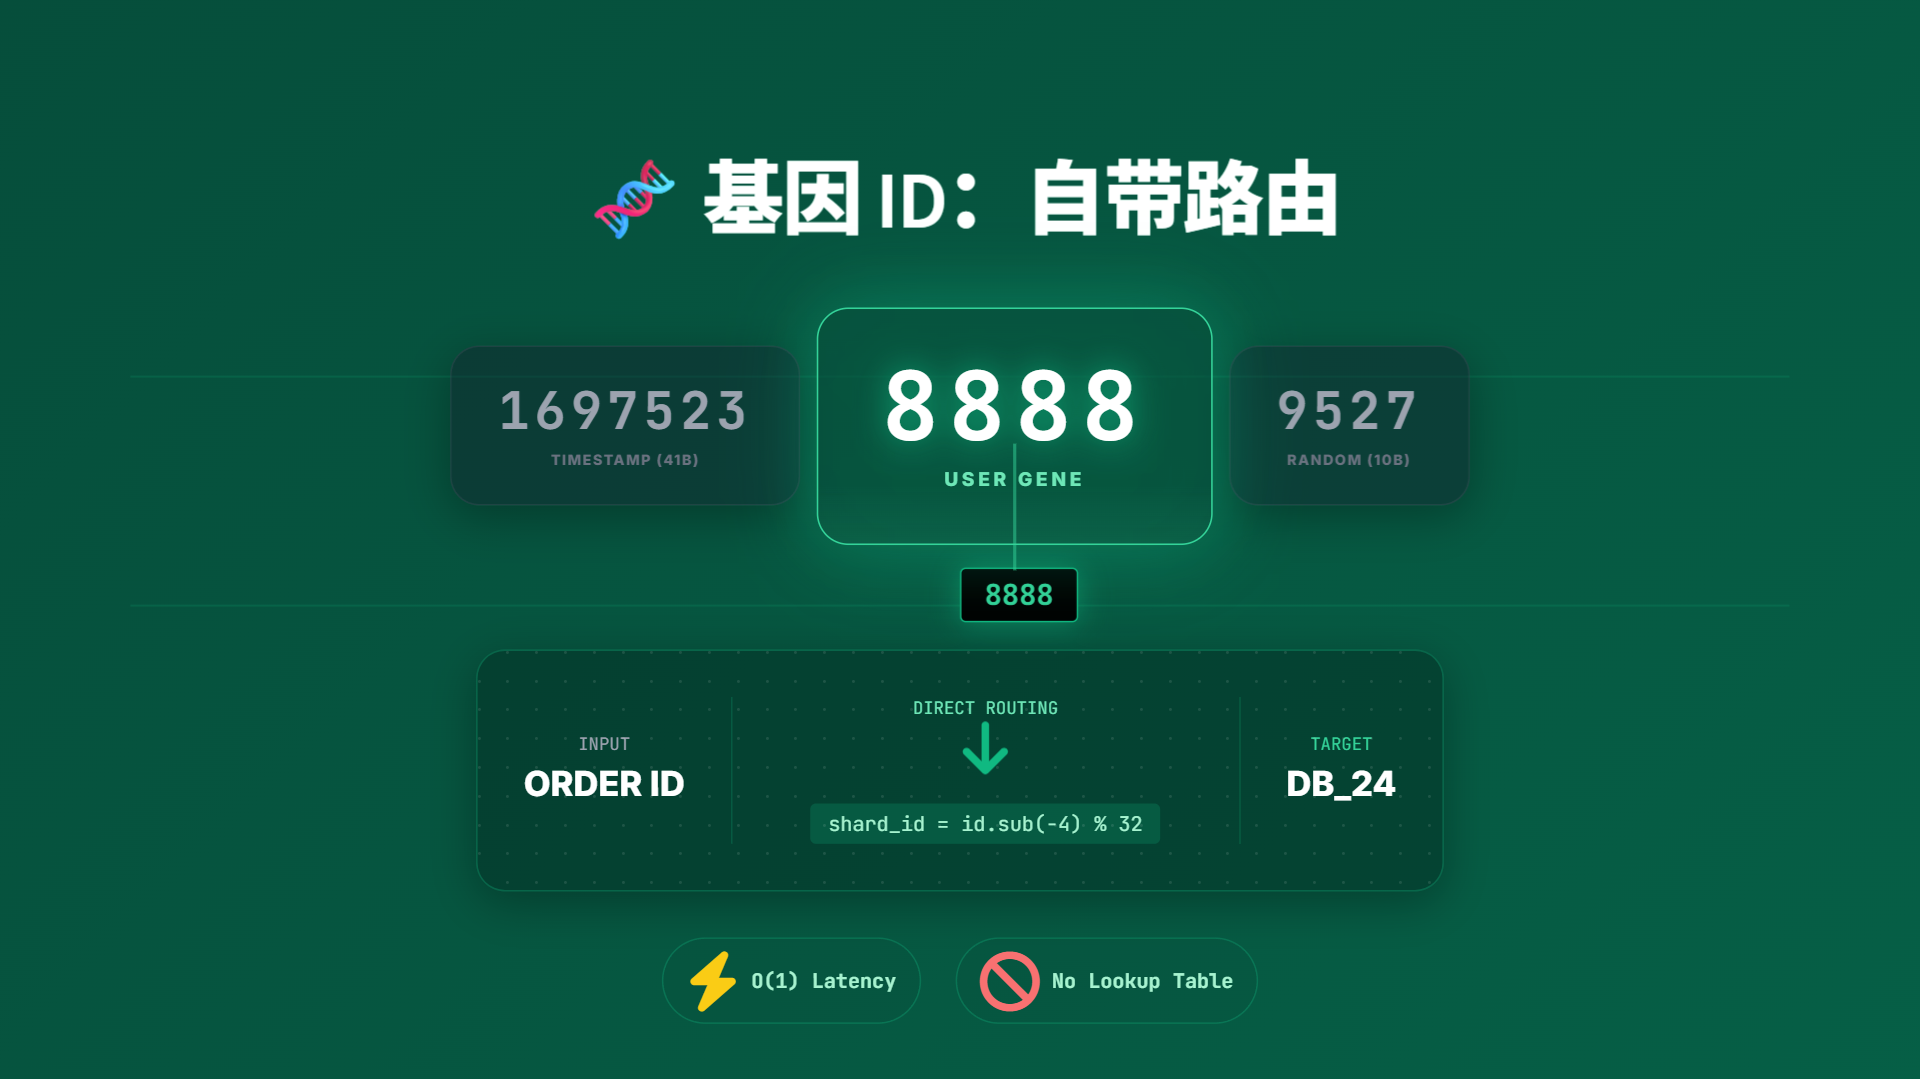 基因 ID：自带路由
1697523
TIMESTAMP (41B)
8888
USER GENE
9527
RANDOM (10B)
8888
INPUT
ORDER ID
DIRECT ROUTING
shard_id = id.sub(-4) % 32
TARGET
DB_24
O(1) Latency
No Lookup Table